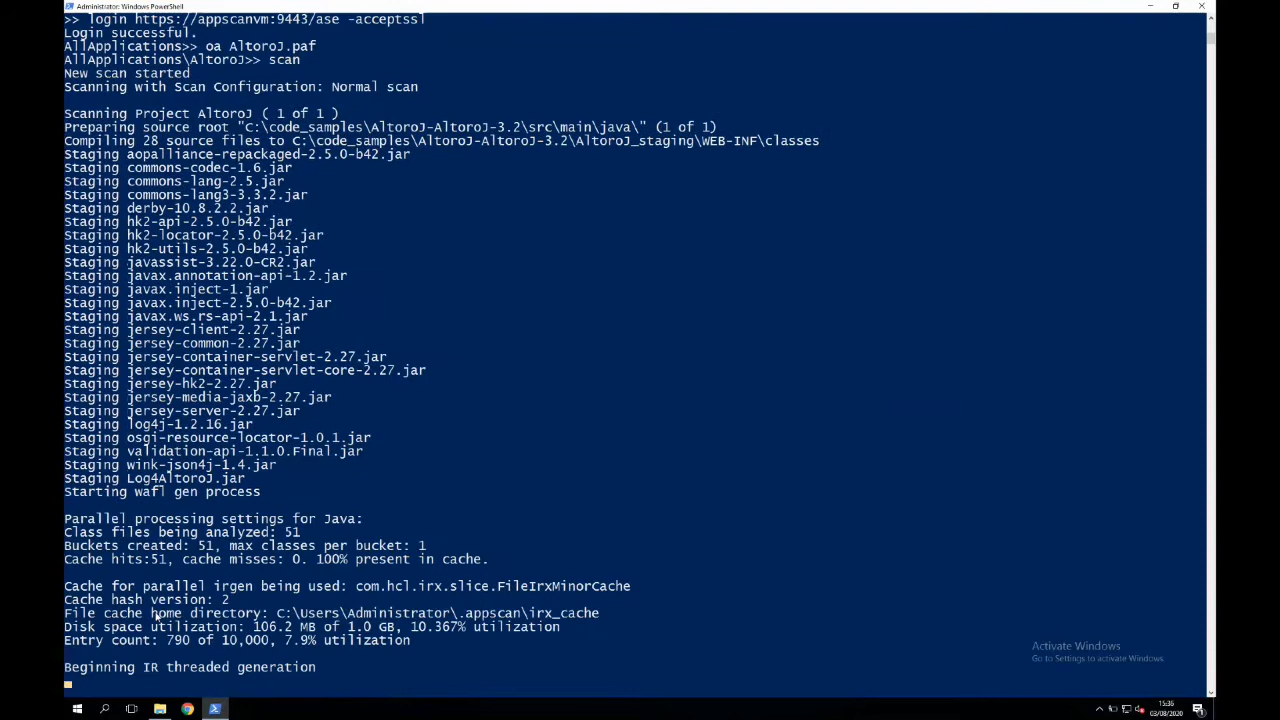 Administrator: Windows PowerShell
>> login https://appscanvm:9443/ase -acceptssl
Login successful.
AllApplications>> oa AltoroJ.paf
AllApplications\AltoroJ>> scan
New scan started
Scanning with Scan Configuration: Normal scan
Scanning Project AltoroJ ( 1 of 1 )
Preparing source root "C:\code_samples\AltoroJ-AltoroJ-3.2\src\main\java\" (1 of 1)
Compiling 28 source files to C:\code_samples\AltoroJ-AltoroJ-3.2\AltoroJ_staging\WEB-INF\classes
Staging aopalliance-repackaged-2.5.0-b42.jar
Staging commons-codec-1.6.jar
Staging commons-lang-2.5.jar
Staging commons-lang3-3.3.2.jar
Staging derby-10.8.2.2.jar
Staging hk2-api-2.5.0-b42.jar
Staging hk2-locator-2.5.0-b42.jar
Staging hk2-utils-2.5.0-b42.jar
Staging javassist-3.22.0-CR2.jar
Staging javax.annotation-api-1.2.jar
Staging javax.inject-1.jar
Staging javax.inject-2.5.0-b42.jar
Staging javax.ws.rs-api-2.1.jar
Staging jersey-client-2.27.jar
Staging jersey-common-2.27.jar
Staging jersey-container-servlet-2.27.jar
Staging jersey-container-servlet-core-2.27.jar
Staging jersey-hk2-2.27.jar
Staging jersey-media-jaxb-2.27.jar
Staging jersey-server-2.27.jar
Staging log4j-1.2.16.jar
Staging osgi-resource-locator-1.0.1.jar
Staging validation-api-1.1.0.Final.jar
Staging wink-json4j-1.4.jar
Staging Log4AltoroJ.jar
Starting wafl gen process
Parallel processing settings for Java:
Class files being analyzed: 51
Buckets created: 51, max classes per bucket: 1
Cache hits:51, cache misses: 0. 100% present in cache.
Cache for parallel irgen being used: com.hcl.irx.slice.FileIrxMinorCache
Cache hash version: 2
File cache home directory: C:\Users\Administrator\.appscan\irx_cache
Disk space utilization: 106.2 MB of 1.0 GB, 10.367% utilization
Entry count: 790 of 10,000, 7.9% utilization
Beginning IR threaded generation
Activate Windows
Go to Settings to activate Windows.
15:36
03/08/2020